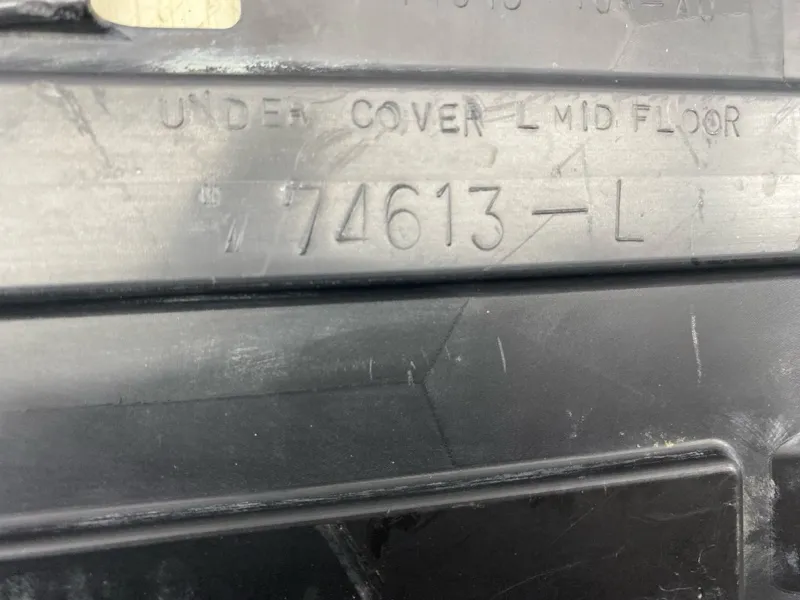 UNDER COVER L MID FLOOR
74613-L